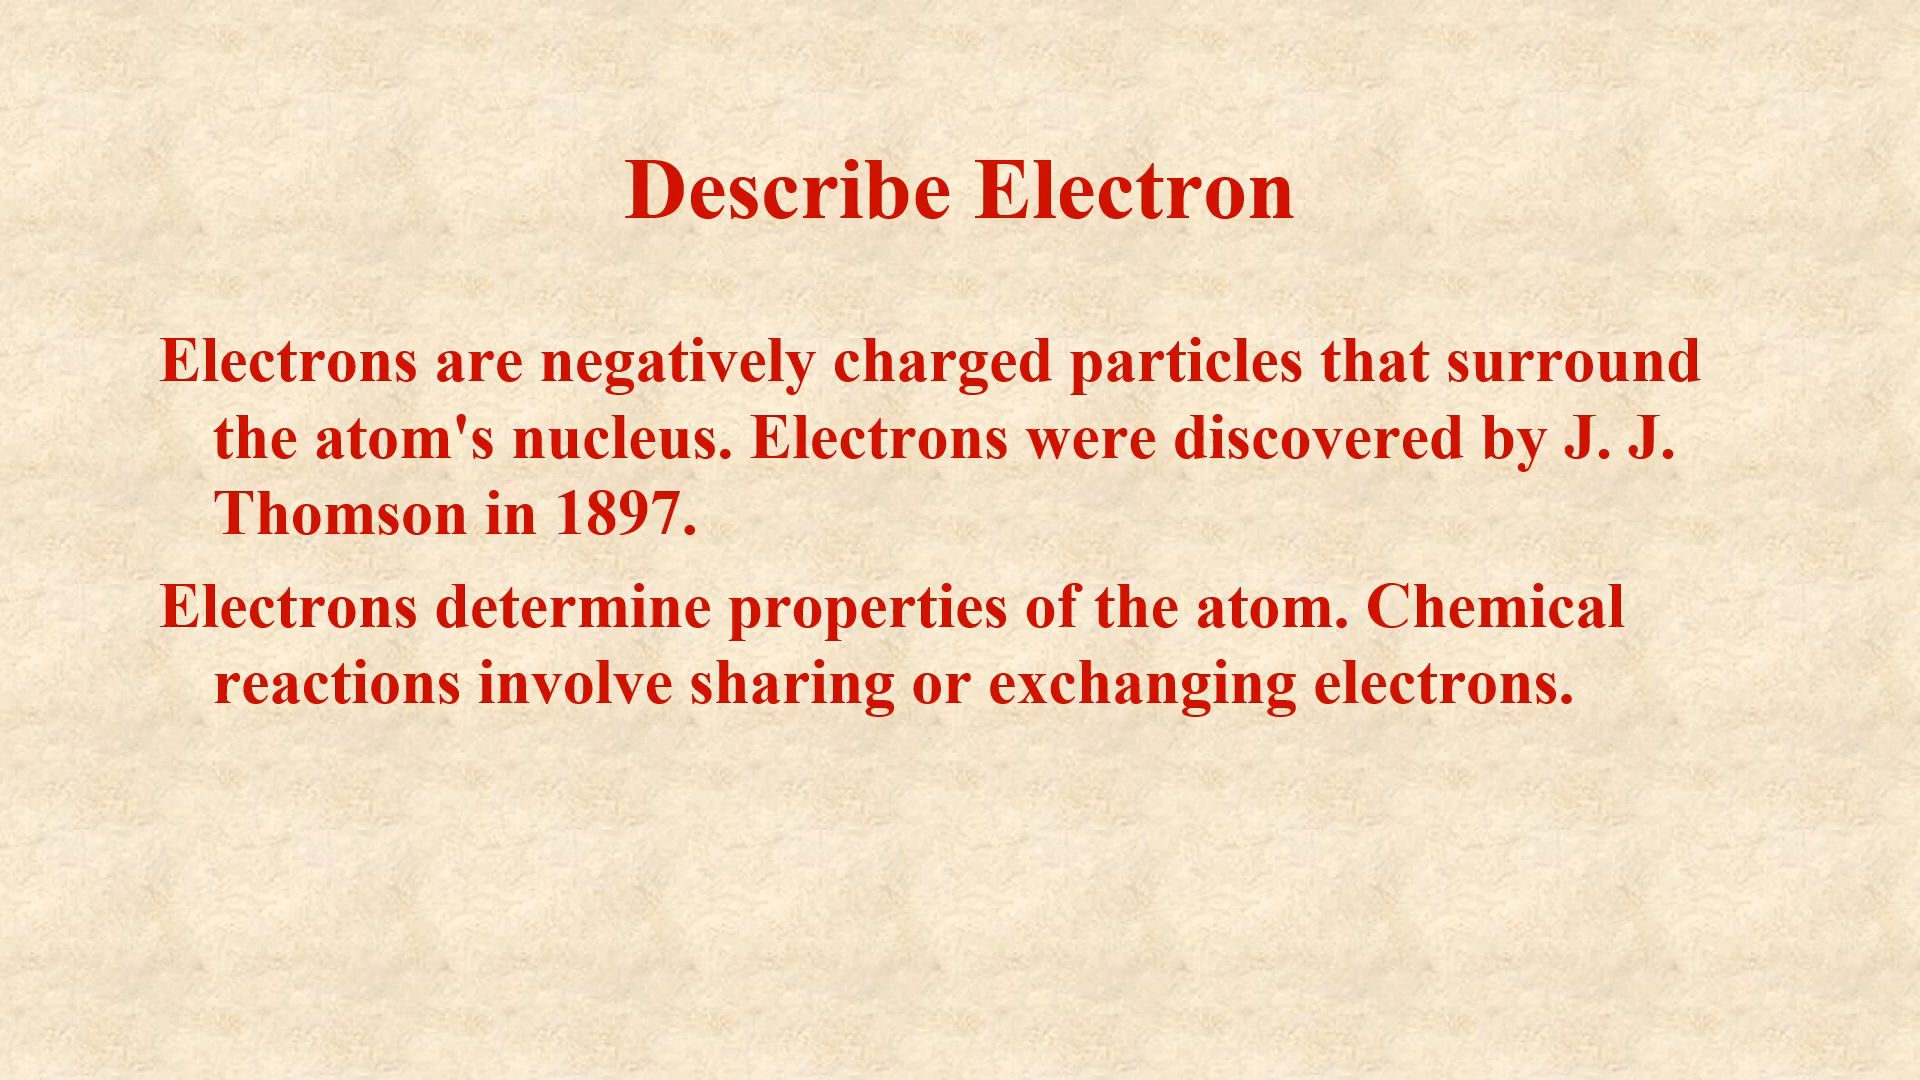 Describe Electron
Electrons are negatively charged particles that surround
the atom's nucleus. Electrons were discovered by J. J.
Thomson in 1897.
Electrons determine properties of the atom. Chemical
reactions involve sharing or exchanging electrons.